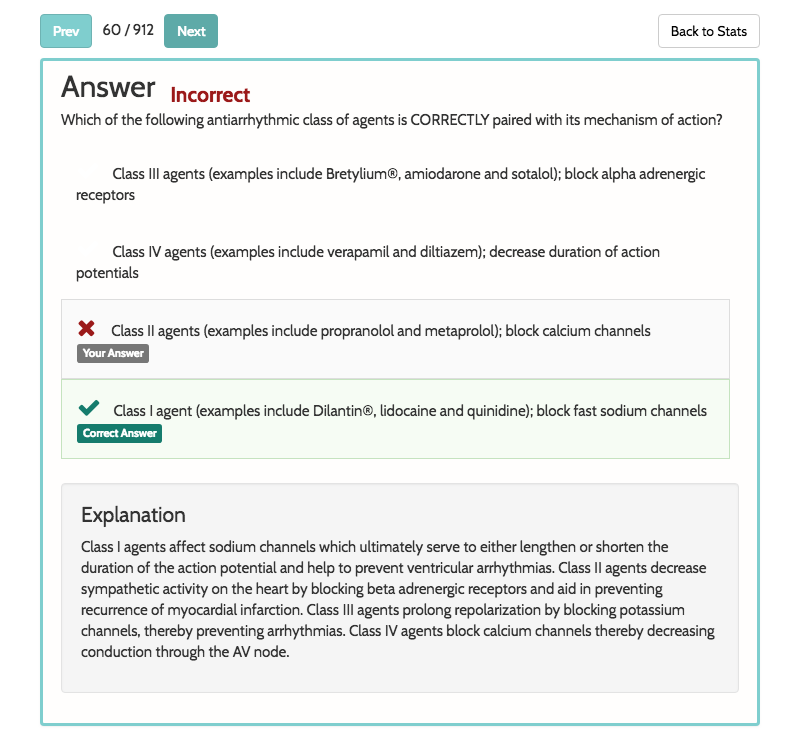 Prev 60 / 912 Next Back to Stats
Answer Incorrect
Which of the following antiarrhythmic class of agents is CORRECTLY paired with its mechanism of action?
Class III agents (examples include Bretylium®, amiodarone and sotalol); block alpha adrenergic
receptors
Class IV agents (examples include verapamil and diltiazem); decrease duration of action
potentials
Class II agents (examples include propranolol and metaprolol); block calcium channels
Your Answer
Class I agent (examples include Dilantin®, lidocaine and quinidine); block fast sodium channels
Correct Answer
Explanation
Class I agents affect sodium channels which ultimately serve to either lengthen or shorten the
duration of the action potential and help to prevent ventricular arrhythmias. Class II agents decrease
sympathetic activity on the heart by blocking beta adrenergic receptors and aid in preventing
recurrence of myocardial infarction. Class III agents prolong repolarization by blocking potassium
channels, thereby preventing arrhythmias. Class IV agents block calcium channels thereby decreasing
conduction through the AV node.